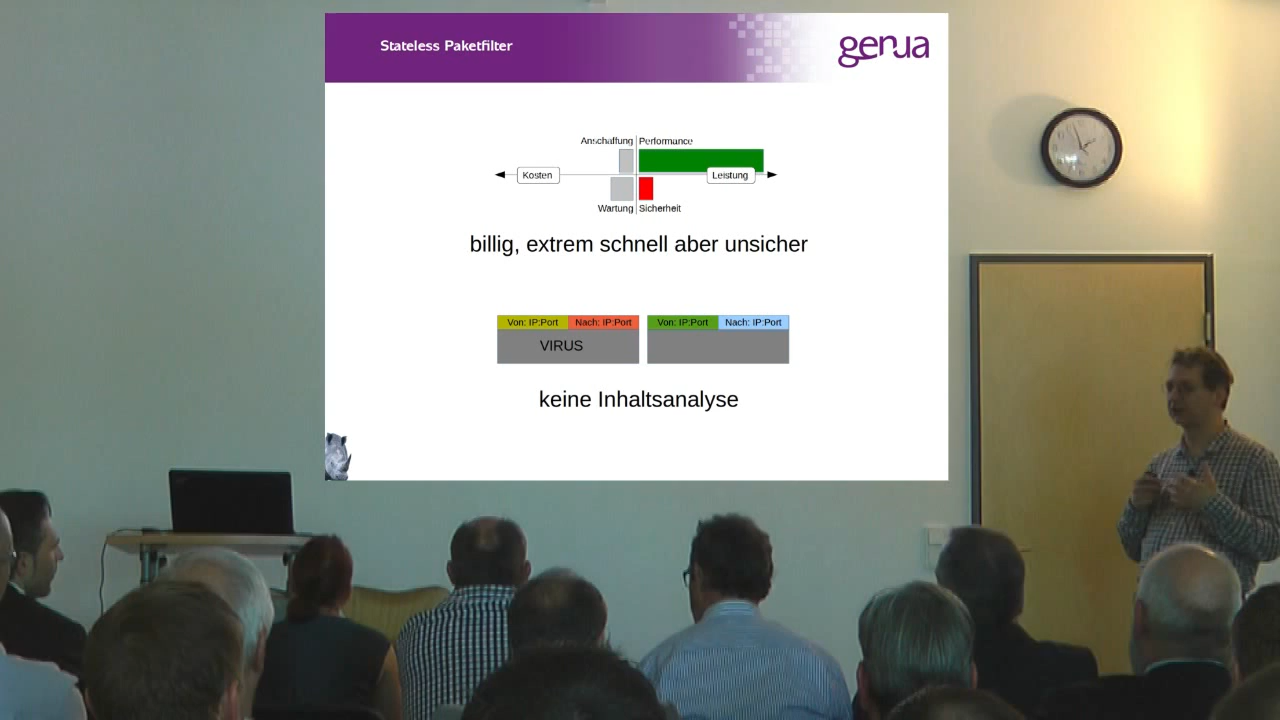 Stateless Paketfilter
genua
Anschaffung Performance
Kosten Leistung
Wartung Sicherheit
billig, extrem schnell aber unsicher
Von: IP:Port Nach: IP:Port Von: IP:Port Nach: IP:Port
VIRUS
keine Inhaltsanalyse